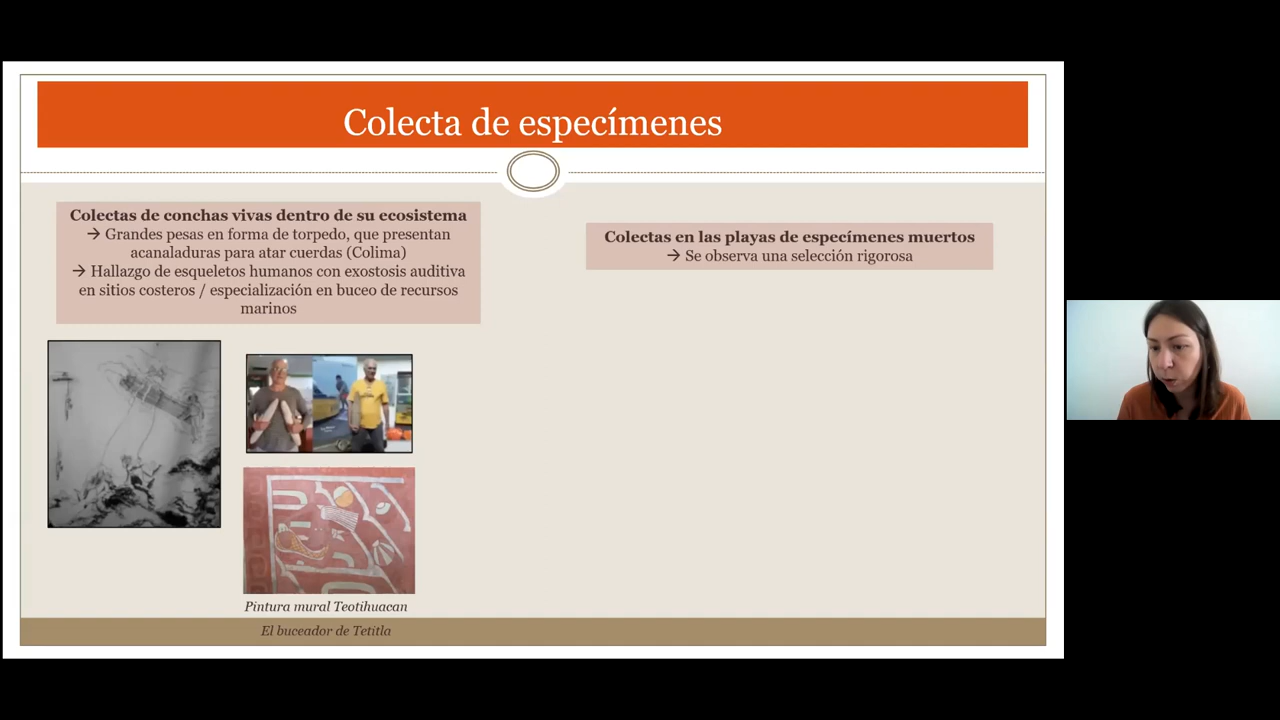 Colecta de especímenes
Colectas de conchas vivas dentro de su ecosistema
→ Grandes pesas en forma de torpedo, que presentan
acanaladuras para atar cuerdas (Colima)
→ Hallazgo de esqueletos humanos con exostosis auditiva
en sitios costeros / especialización en buceo de recursos
marinos
Colectas en las playas de especímenes muertos
→ Se observa una selección rigorosa
Pintura mural Teotihuacan
El buceador de Tetitla